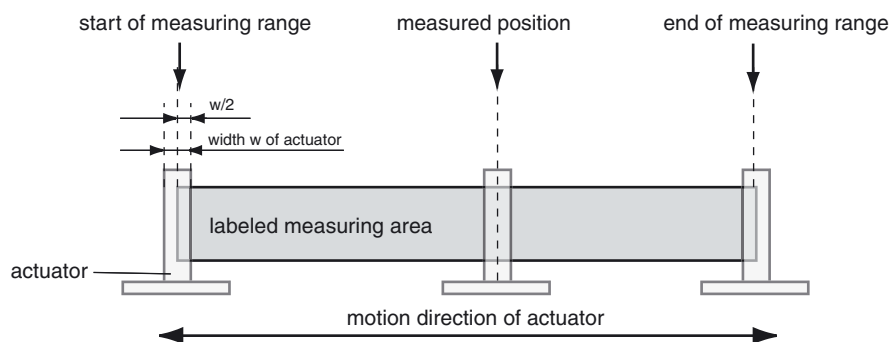 start of measuring range
measured position
end of measuring range
w/2
width w of actuator
labeled measuring area
actuator
motion direction of actuator